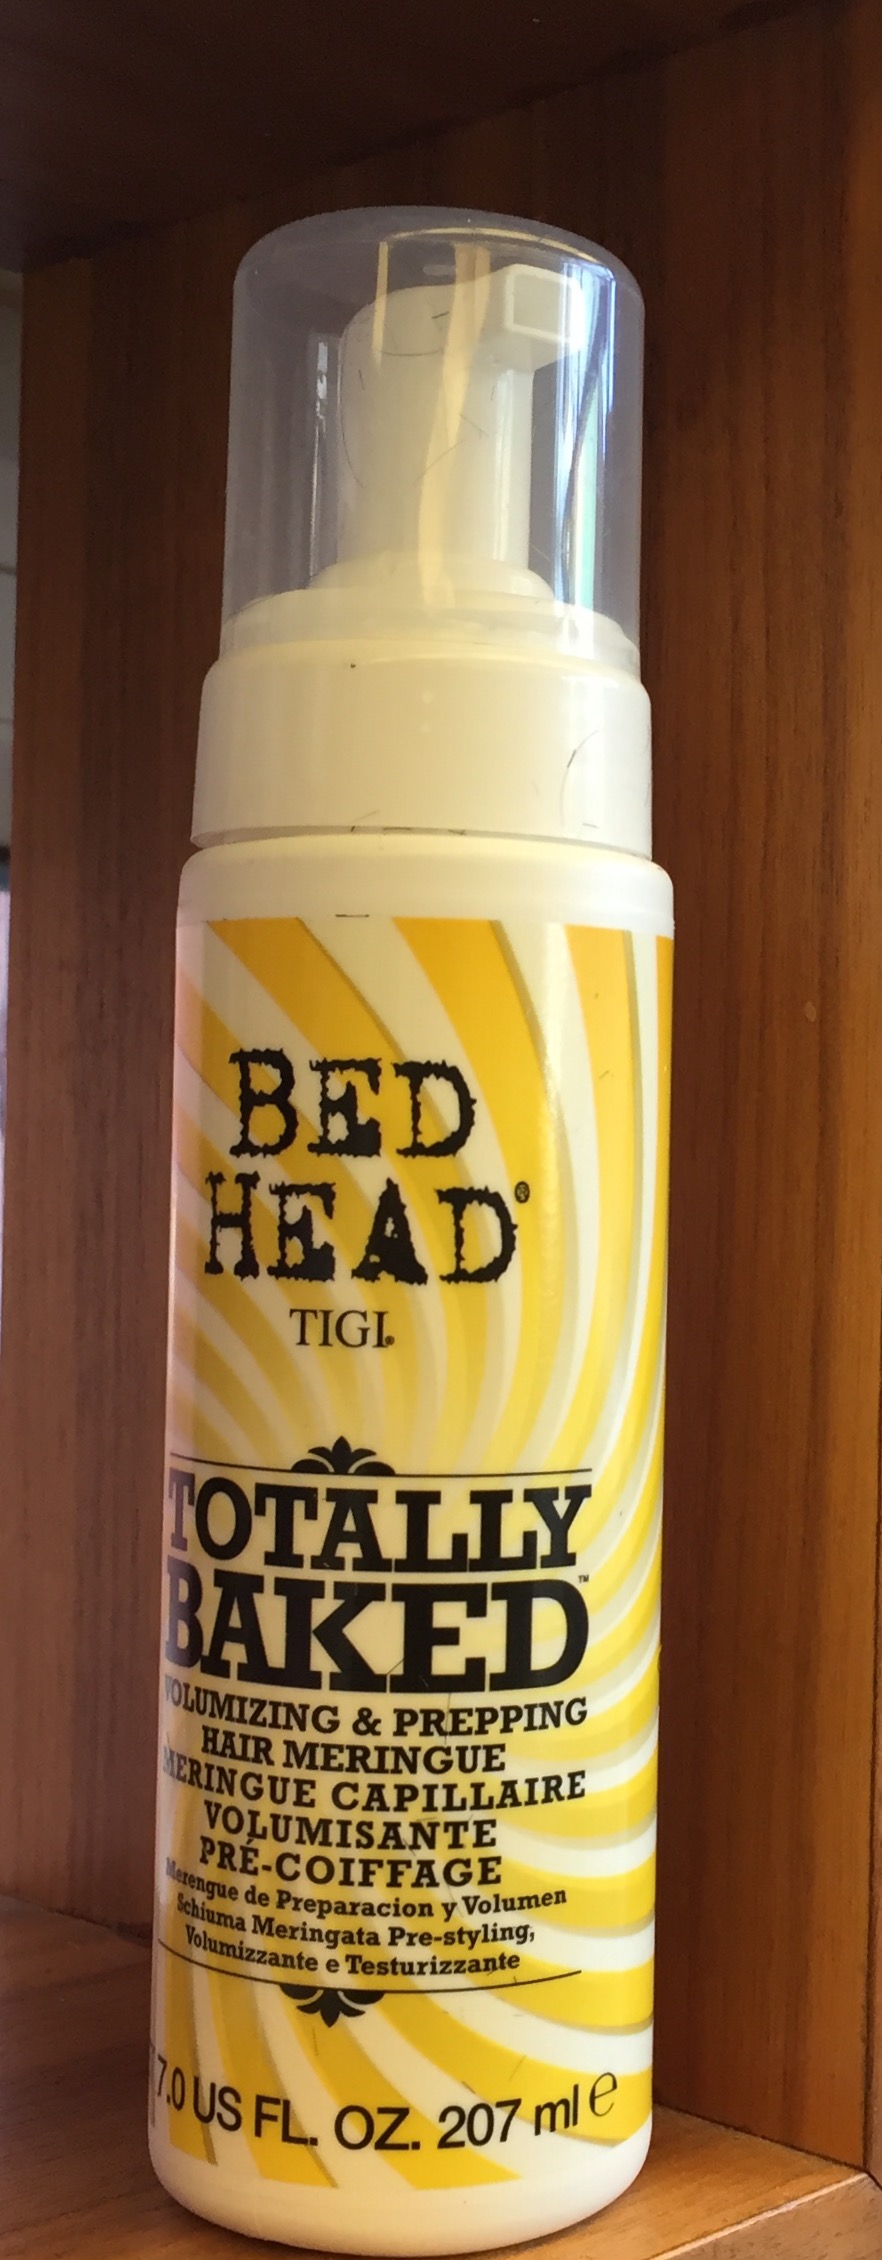 BED
HEAD®
TIGI®
TOTALLY
BAKED™
VOLUMIZING & PREPPING
HAIR MERINGUE
MERINGUE CAPILLAIRE
VOLUMISANTE
PRÉ-COIFFAGE
Merengue de Preparacion y Volumen
Schiuma Meringata Pre-styling,
Volumizzante e Testurizzante
7.0 US FL. OZ. 207 ml ℮